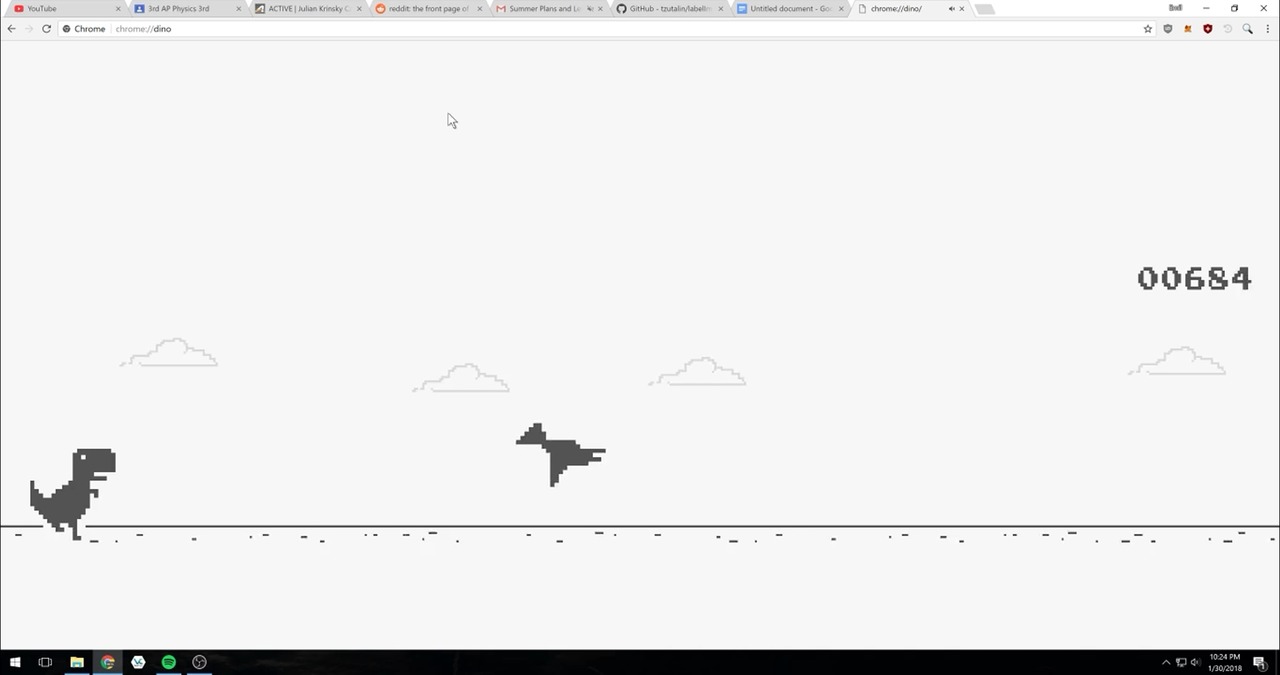 YouTube
3rd AP Physics 3rd
ACTIVE | Julian Krinsky C
reddit: the front page of
Summer Plans and Le
GitHub - tzutalin/labelIm
Untitled document - Goo
chrome://dino/
Chrome
chrome://dino
00684
10:24 PM
1/30/2018